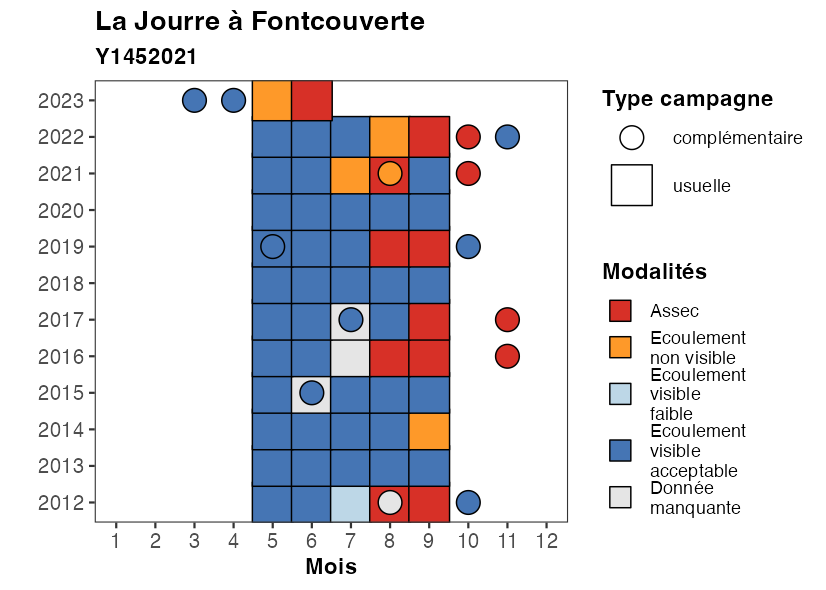 La Jourre à Fontcouverte
Y1452021
2023
2022
2021
2020
2019
2018
2017
2016
2015
2014
2013
2012
1 2 3 4 5 6 7 8 9 10 11 12
Mois
Type campagne
complémentaire
usuelle
Modalités
Assec
Ecoulement
non visible
Ecoulement
visible
faible
Ecoulement
visible
acceptable
Donnée
manquante